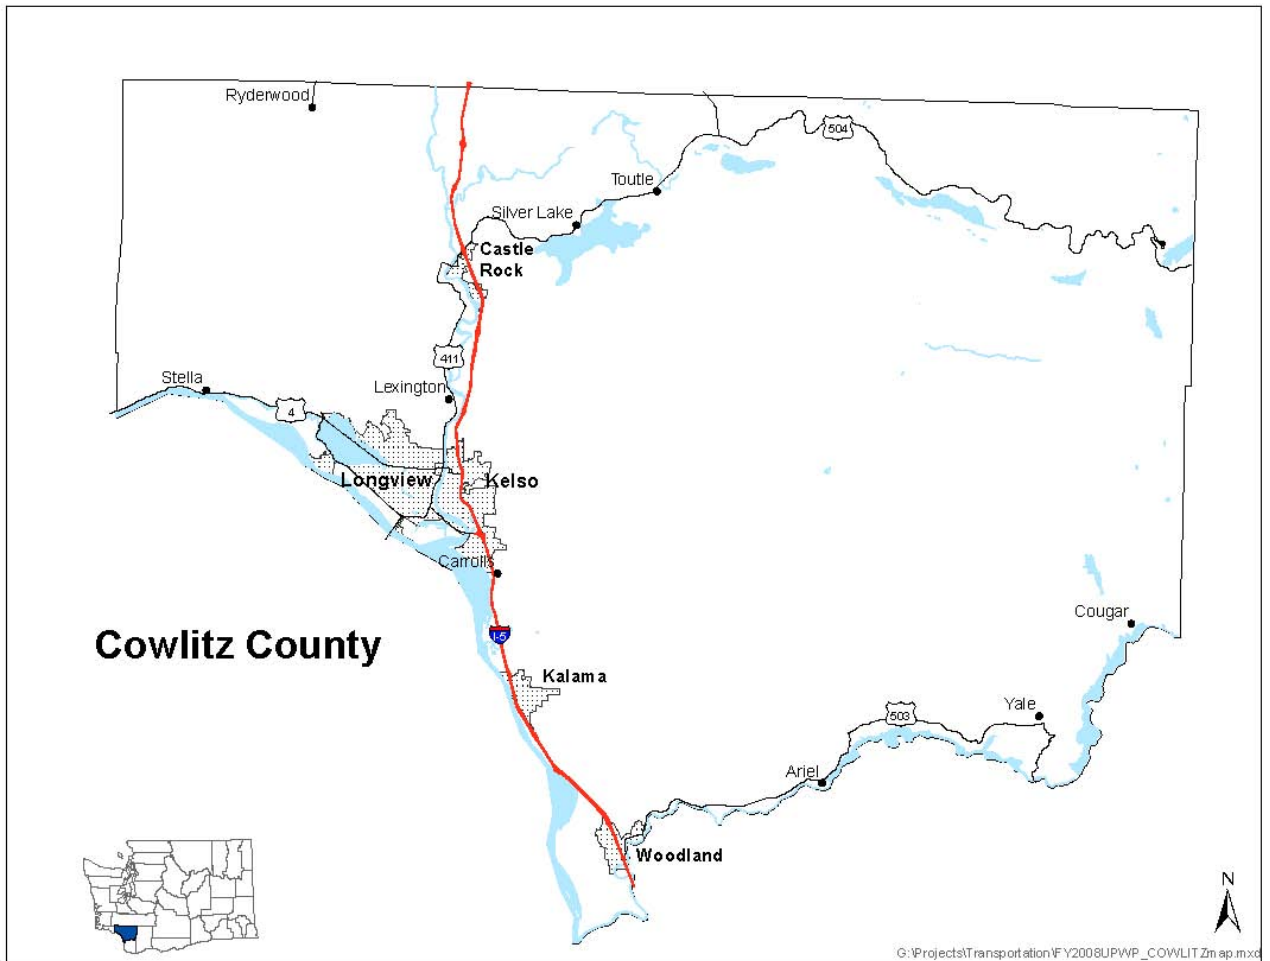 Ryderwood
504
Toutle
Silver Lake
Castle
Rock
411
Stella
Lexington
4
Longview
Kelso
Carrolls
Cougar
I-5
Cowlitz County
Kalama
Yale
503
Ariel
Woodland
N
G:\Projects\Transportation\FY2008UPWP_COWLITZmap.mxd